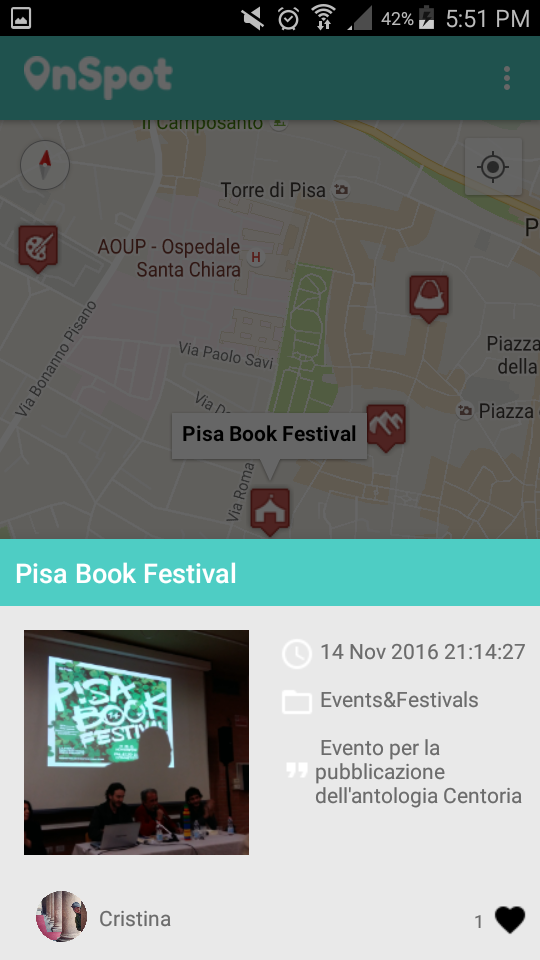 42% 5:51 PM
OnSpot
Il Camposanto
Torre di Pisa
P
AOUP - Ospedale
H
Santa Chiara
Via Bonanno Pisano
Via Paolo Savi
Piazza
della
Via D
Piazza
Pisa Book Festival
Via Roma
Pisa Book Festival
PISA
BOOK
FESTIV
14 Nov 2016 21:14:27
Events&Festivals
Evento per la
pubblicazione
dell'antologia Centoria
Cristina
1